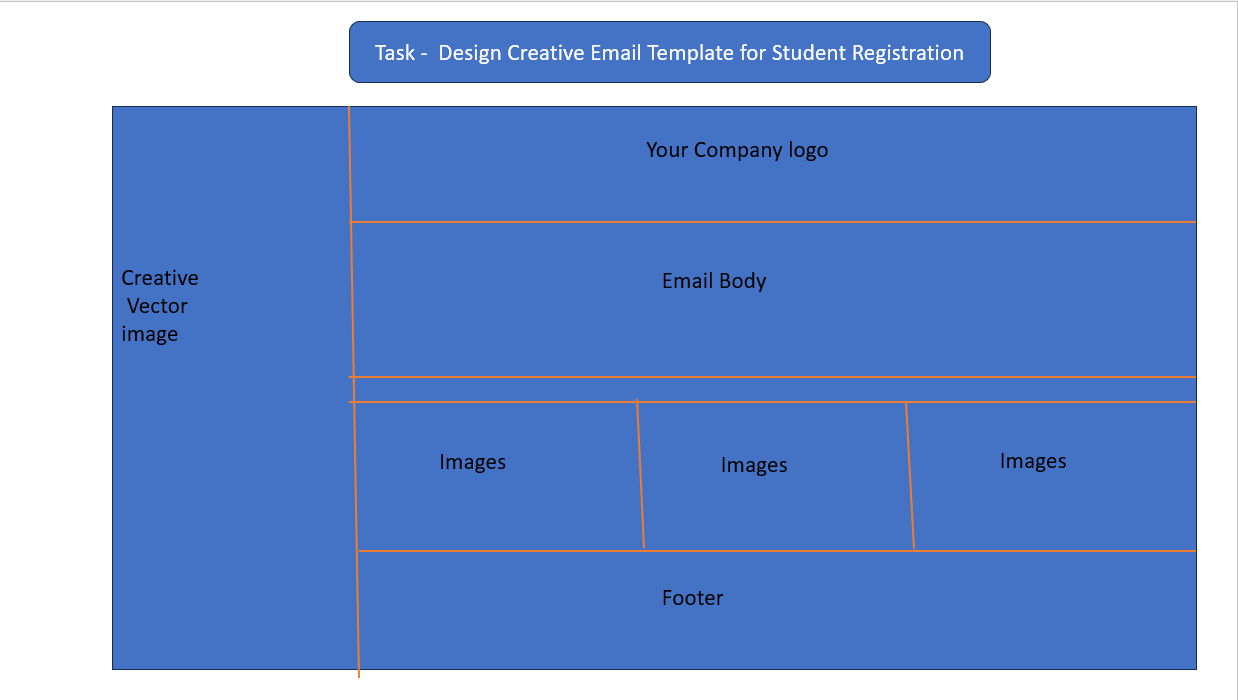 Task -  Design Creative Email Template for Student Registration
Your Company logo
Creative
Vector
image
Email Body
Images
Images
Images
Footer